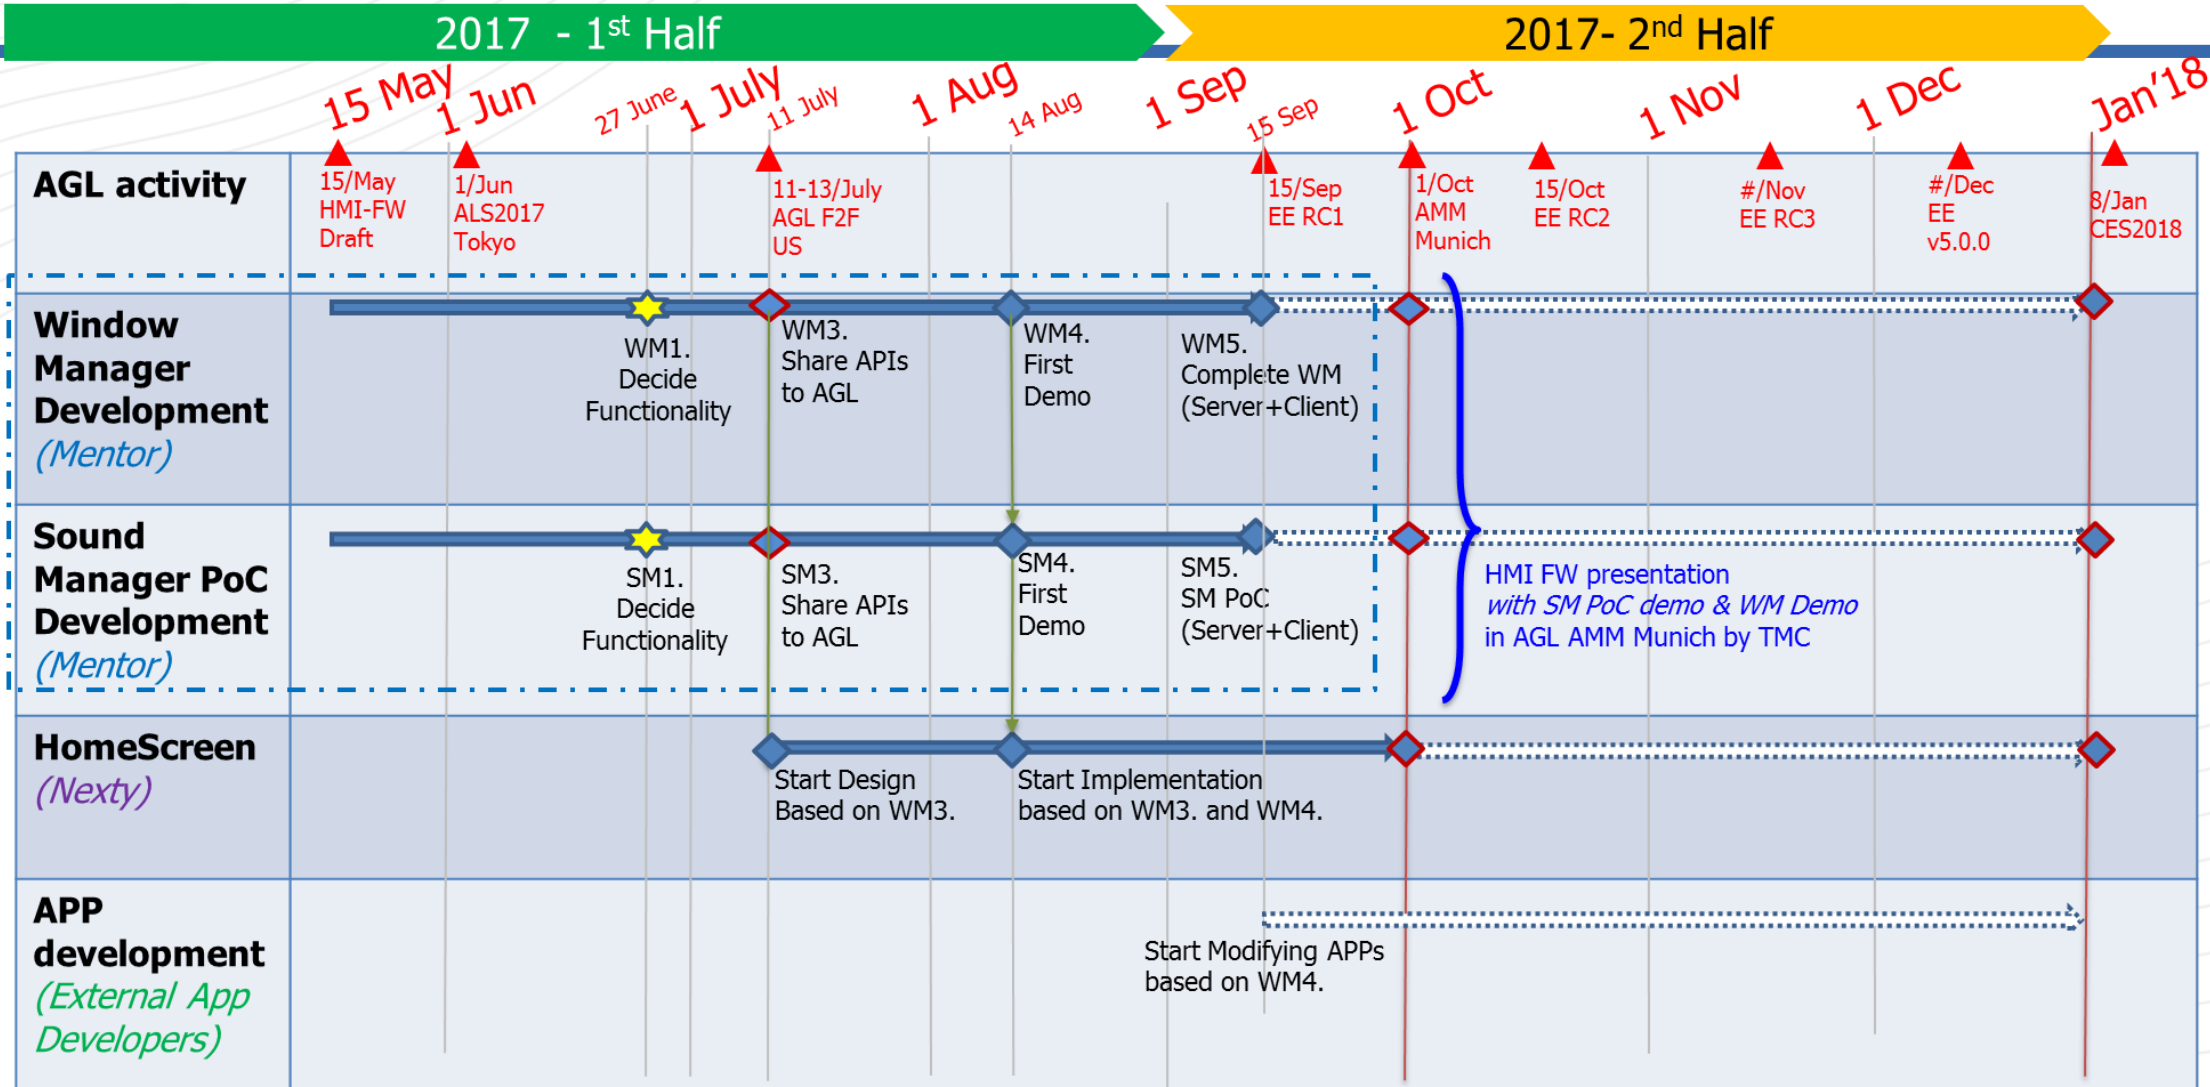 2017 - 1st Half
2017- 2nd Half
15 May
1 Jun
27 June
1 July
11 July
1 Aug
14 Aug
1 Sep
15 Sep
1 Oct
1 Nov
1 Dec
Jan'18
AGL activity
15/May
HMI-FW
Draft
1/Jun
ALS2017
Tokyo
11-13/July
AGL F2F
US
15/Sep
EE RC1
1/Oct
AMM
Munich
15/Oct
EE RC2
#/Nov
EE RC3
#/Dec
EE
v5.0.0
8/Jan
CES2018
Window
Manager
Development
(Mentor)
WM1.
Decide
Functionality
WM3.
Share APIs
to AGL
WM4.
First
Demo
WM5.
Complete WM
(Server+Client)
Sound
Manager PoC
Development
(Mentor)
SM1.
Decide
Functionality
SM3.
Share APIs
to AGL
SM4.
First
Demo
SM5.
SM PoC
(Server+Client)
HMI FW presentation
with SM PoC demo & WM Demo
in AGL AMM Munich by TMC
HomeScreen
(Nexty)
Start Design
Based on WM3.
Start Implementation
based on WM3. and WM4.
APP
development
(External App
Developers)
Start Modifying APPs
based on WM4.